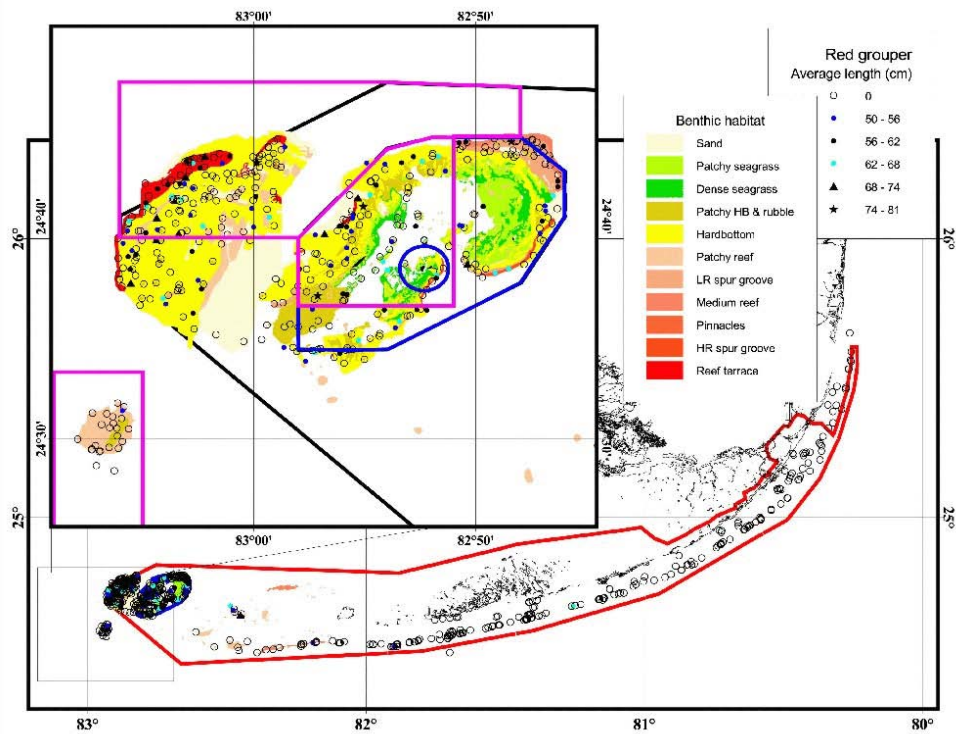 83°00'
82°50'
Red grouper
Average length (cm)
0
50 - 56
56 - 62
62 - 68
68 - 74
74 - 81
Benthic habitat
Sand
Patchy seagrass
Dense seagrass
Patchy HB & rubble
Hardbottom
Patchy reef
LR spur groove
Medium reef
Pinnacles
HR spur groove
Reef terrace
24°40'
24°40'
26°
26°
24°30'
25°
25°
83°00'
82°50'
83°
82°
81°
80°